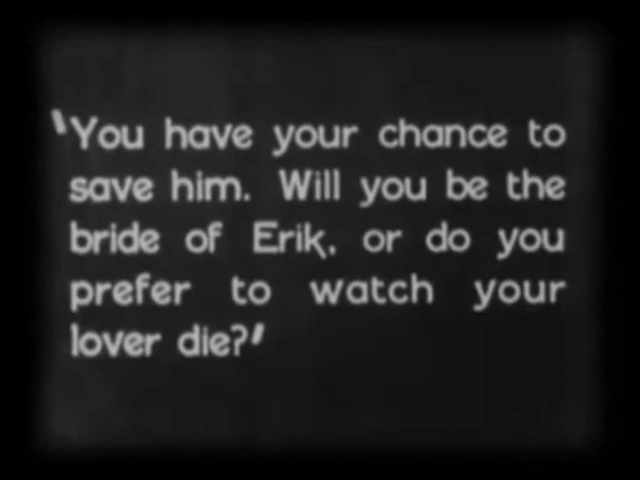 "You have your chance to
save him. Will you be the
bride of Erik, or do you
prefer to watch your
lover die?"